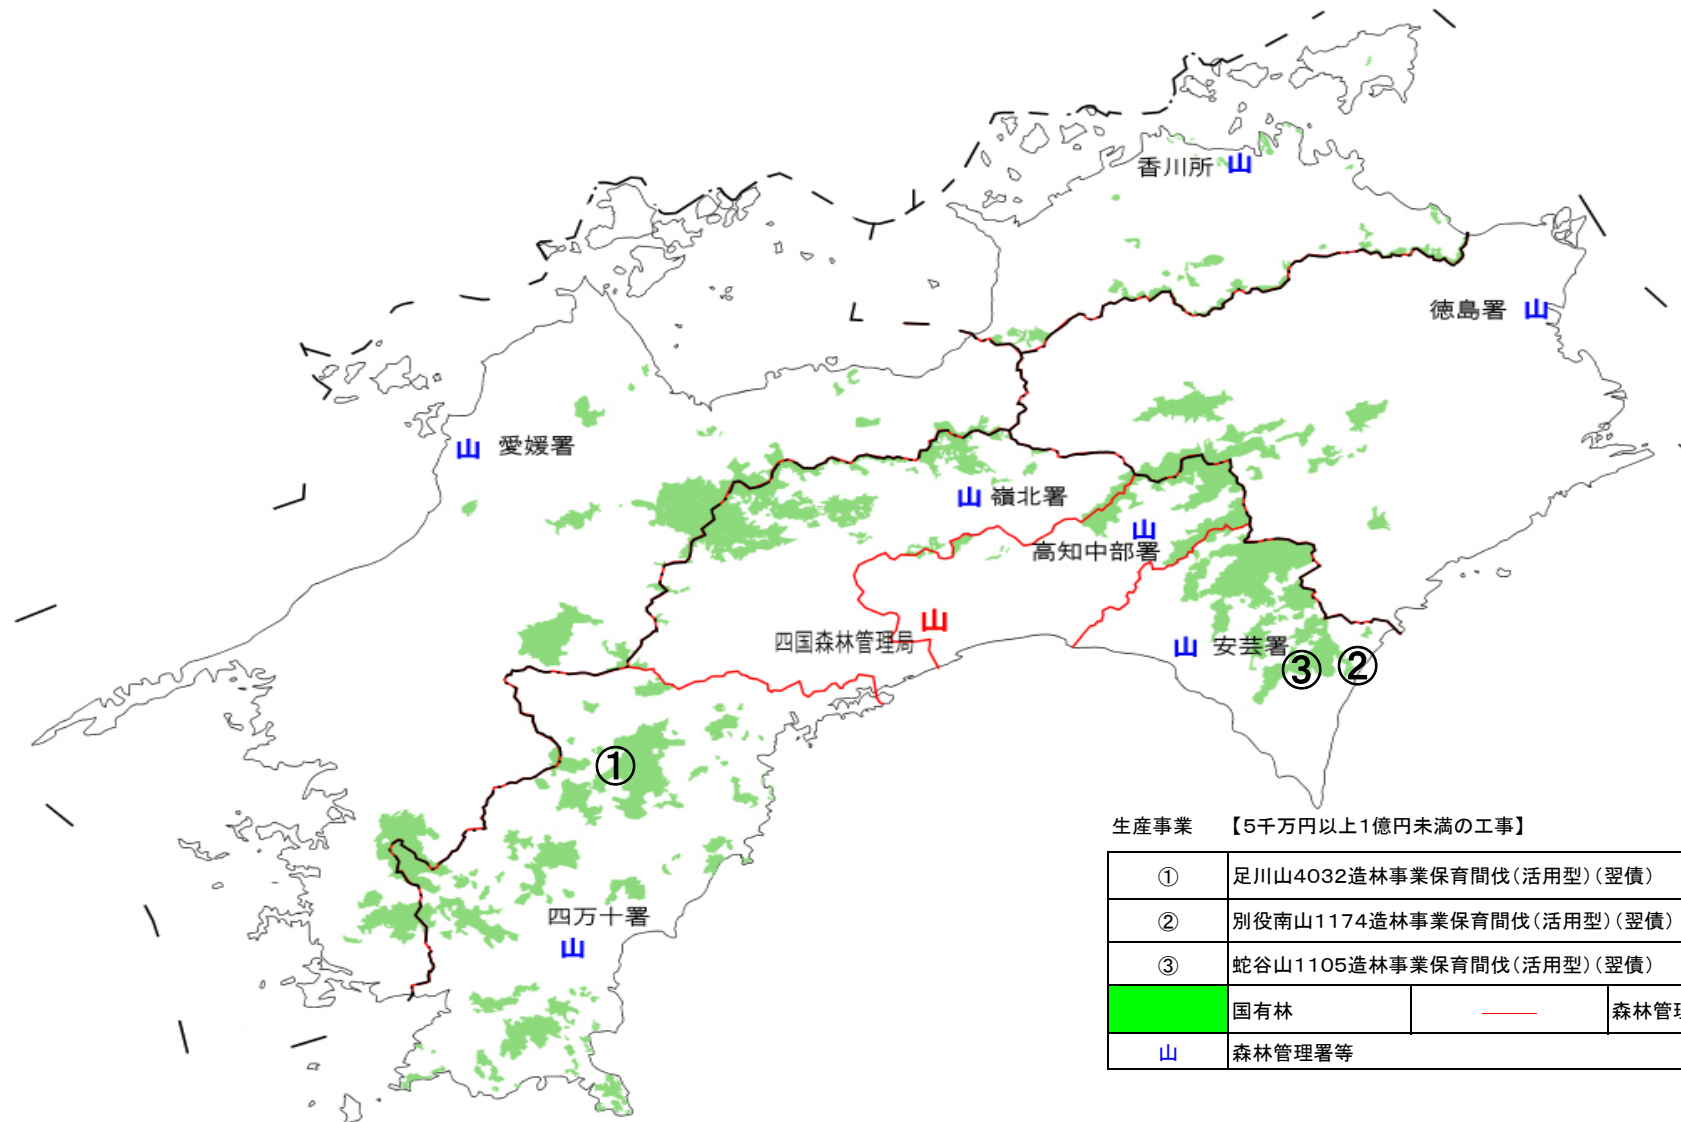 香川所 山
徳島署 山
山 愛媛署
山 嶺北署
山
高知中部署
山
四国森林管理局
山 安芸署
③ ②
①
四万十署
山
生産事業 【5千万円以上1億円未満の工事】
① 足川山4032造林事業保育間伐(活用型)(翌債)
② 別役南山1174造林事業保育間伐(活用型)(翌債)
③ 蛇谷山1105造林事業保育間伐(活用型)(翌債)
国有林 森林管理
山 森林管理署等